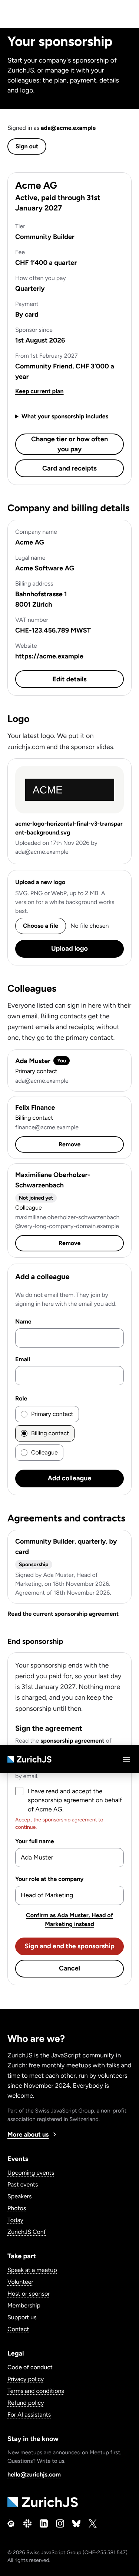 Your sponsorship
Please start your company's sponsorship of
ZurichJS, or manage it with your
colleagues: the plan, payment, details
and logo.
Signed in as ada@acme.example
Sign out
Acme AG
Active, paid through 31st
January 2027
Tier
Community Builder
Fee
CHF 1'400 a quarter
How often you pay
Quarterly
Payment
By card
Sponsor since
1st August 2026
From 1st February 2027
Community Friend, CHF 3'000 a
year
Keep current plan
What your sponsorship includes
Change tier or how often
you pay
Card and receipts
Company and billing details
Company name
Acme AG
Legal name
Acme Software AG
Billing address
Bahnhofstrasse 1
8001 Zürich
VAT number
CHE-123.456.789 MWST
Website
https://acme.example
Edit details
Logo
Your latest logo. We put it on
zurichjs.com and the sponsor slides.
ACME
acme-logo-horizontal-final-v3-transpar
ent-background.svg
Uploaded on 17th Nov 2026 by
ada@acme.example
Upload a new logo
SVG, PNG or WebP, up to 2 MB. A
version for a white background works
best.
Choose a file
No file chosen
Upload logo
Colleagues
Everyone listed can sign in here with their
own email. Billing contacts get the
payment emails and receipts; without
one, they go to the primary contact.
Ada Muster You
Primary contact
ada@acme.example
Felix Finance
Billing contact
finance@acme.example
Remove
Maximiliane Oberholzer-
Schwarzenbach
Not joined yet
Colleague
maximiliane.oberholzer-schwarzenbach
@very-long-company-domain.example
Remove
Add a colleague
We do not email them. They join by
signing in here with the email you add.
Name
Email
Role
Primary contact
Billing contact
Colleague
Add colleague
Agreements and contracts
Community Builder, quarterly, by
card
Sponsorship
Signed by Ada Muster, Head of
Marketing, on 18th November 2026.
Agreement of 18th November 2026.
Read the current sponsorship agreement
End sponsorship
Your sponsorship ends with the
period you paid for, so your last day
is 31st January 2027. Nothing more
is charged, and you can keep the
sponsorship until then.
Sign the agreement
Read the sponsorship agreement of
ZurichJS
by email.
I have read and accept the
sponsorship agreement on behalf
of Acme AG.
Accept the sponsorship agreement to
continue.
Your full name
Ada Muster
Your role at the company
Head of Marketing
Confirm as Ada Muster, Head of
Marketing instead
Sign and end the sponsorship
Cancel
Who are we?
ZurichJS is the JavaScript community in
Zurich: free monthly meetups with talks and
time to meet each other, run by volunteers
since November 2024. Everybody is
welcome.
Part of the Swiss JavaScript Group, a non-profit
association registered in Switzerland.
More about us
Events
Upcoming events
Past events
Speakers
Photos
Today
ZurichJS Conf
Take part
Speak at a meetup
Volunteer
Host or sponsor
Membership
Support us
Contact
Legal
Code of conduct
Privacy policy
Terms and conditions
Refund policy
For AI assistants
Stay in the know
New meetups are announced on Meetup first.
Questions? Write to us.
hello@zurichjs.com
ZurichJS
© 2026 Swiss JavaScript Group (CHE-255.581.547).
All rights reserved.